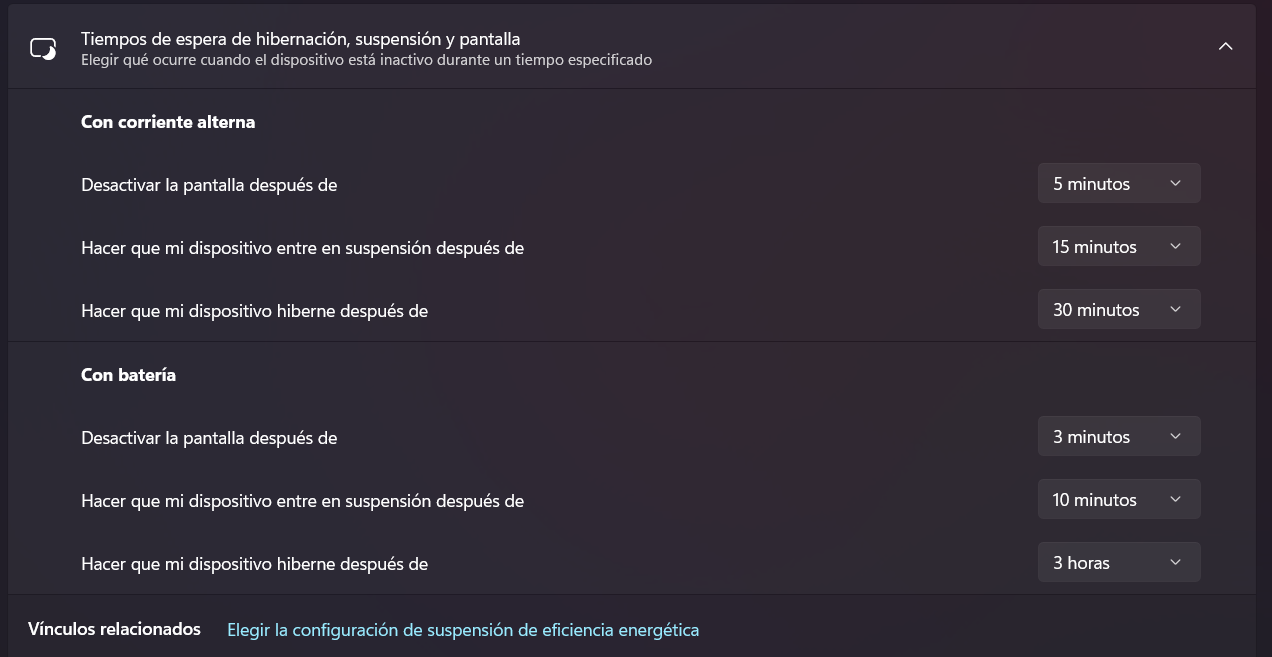 Tiempos de espera de hibernación, suspensión y pantalla
Elegir qué ocurre cuando el dispositivo está inactivo durante un tiempo especificado
Con corriente alterna
Desactivar la pantalla después de 5 minutos
Hacer que mi dispositivo entre en suspensión después de 15 minutos
Hacer que mi dispositivo hiberne después de 30 minutos
Con batería
Desactivar la pantalla después de 3 minutos
Hacer que mi dispositivo entre en suspensión después de 10 minutos
Hacer que mi dispositivo hiberne después de 3 horas
Vínculos relacionados Elegir la configuración de suspensión de eficiencia energética